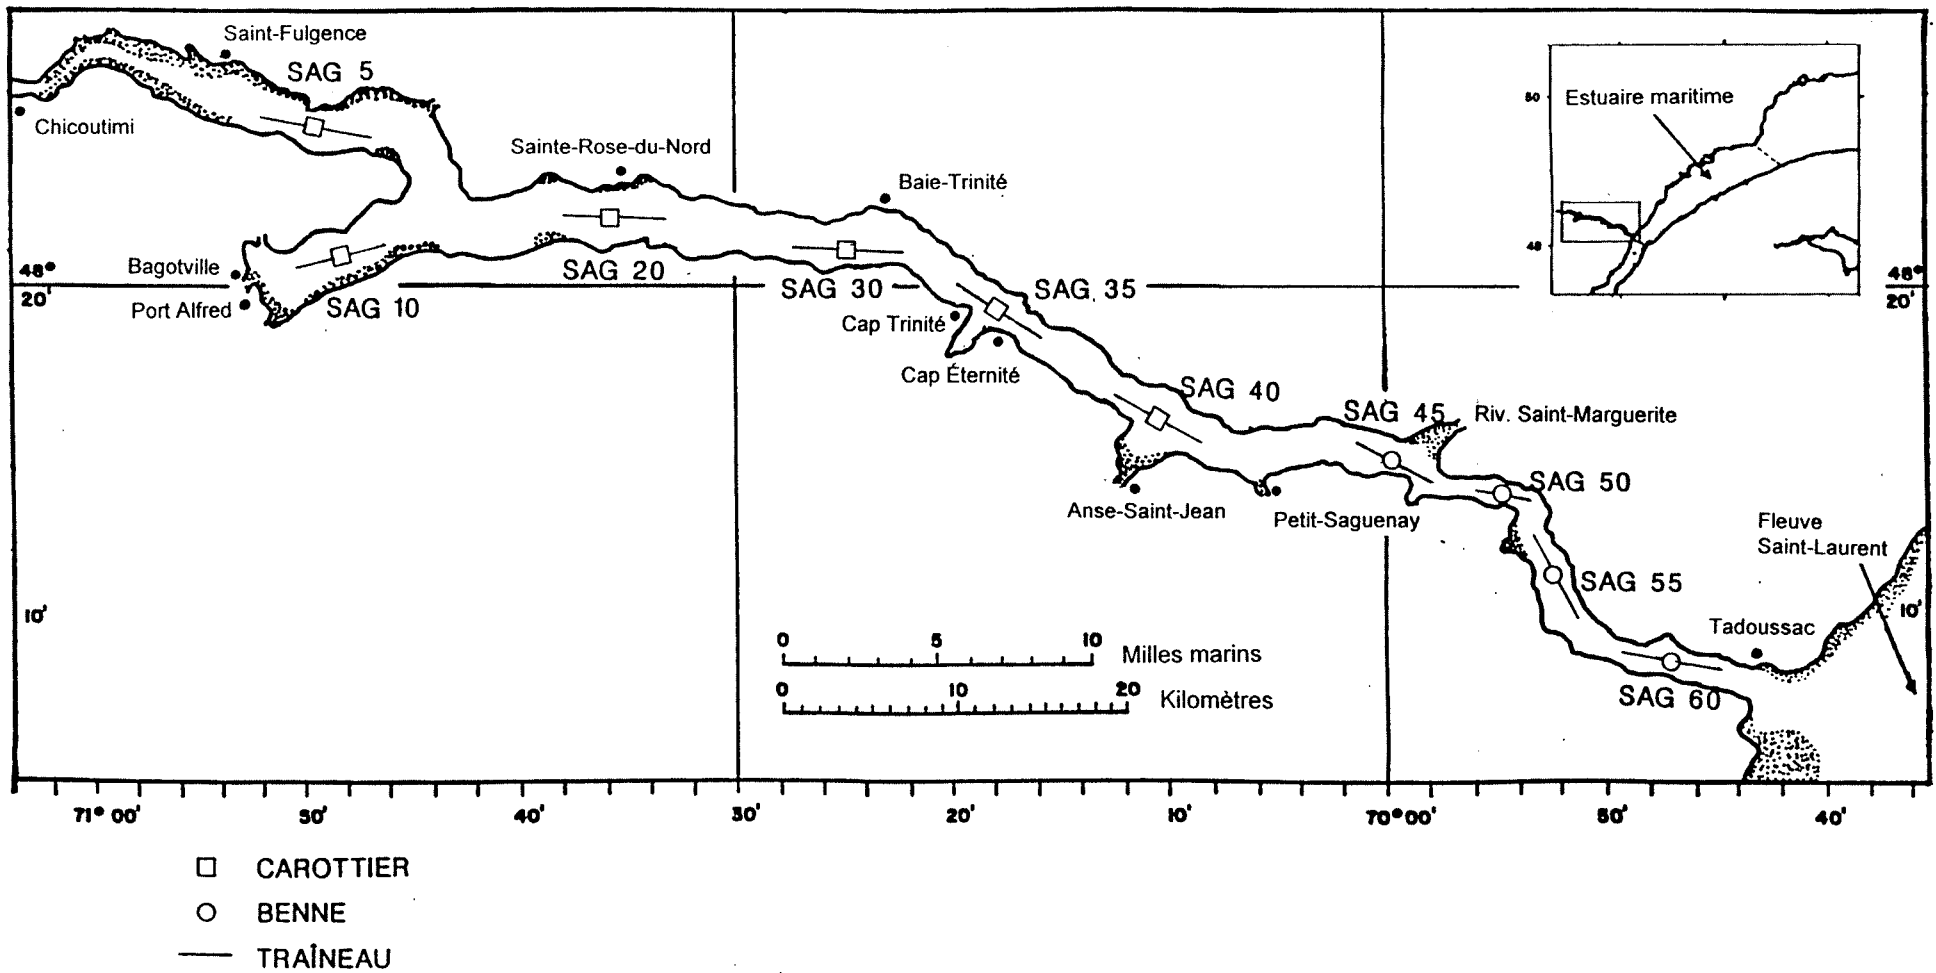 Saint-Fulgence
SAG 5
Chicoutimi
Sainte-Rose-du-Nord
Baie-Trinité
50
Estuaire maritime
48
Bagotville
Port Alfred
48°
20'
SAG 10
SAG 20
SAG 30
SAG 35
48°
20'
Cap Trinité
Cap Éternité
SAG 40
SAG 45
Riv. Saint-Marguerite
SAG 50
Anse-Saint-Jean
Petit-Saguenay
Fleuve
Saint-Laurent
SAG 55
10'
10'
Tadoussac
SAG 60
0 5 10
Milles marins
0 10 20
Kilomètres
71° 00' 50' 40' 30' 20' 10' 70° 00' 50' 40'
CAROTTIER
BENNE
TRAÎNEAU